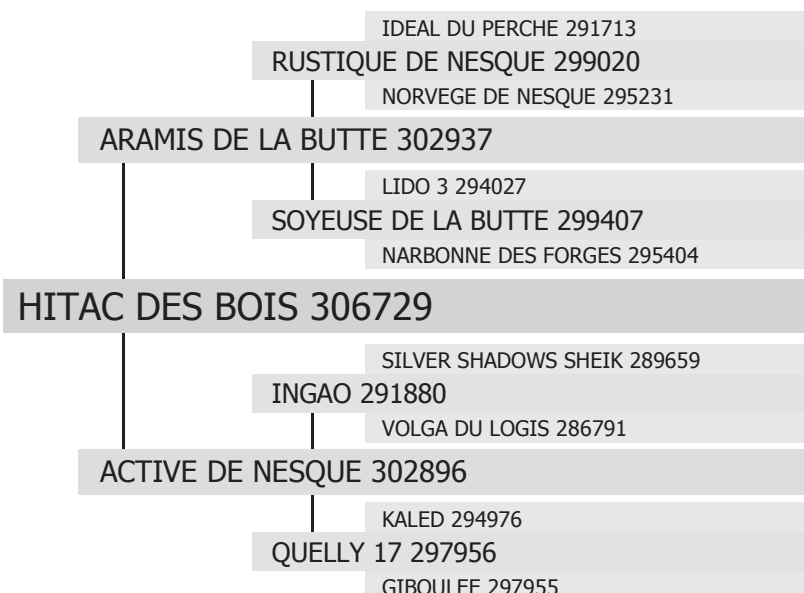 IDEAL DU PERCHE 291713
RUSTIQUE DE NESQUE 299020
NORVEGE DE NESQUE 295231
ARAMIS DE LA BUTTE 302937
LIDO 3 294027
SOYEUSE DE LA BUTTE 299407
NARBONNE DES FORGES 295404
HITAC DES BOIS 306729
SILVER SHADOWS SHEIK 289659
INGAO 291880
VOLGA DU LOGIS 286791
ACTIVE DE NESQUE 302896
KALED 294976
QUELLY 17 297956
GIBOULEE 297955